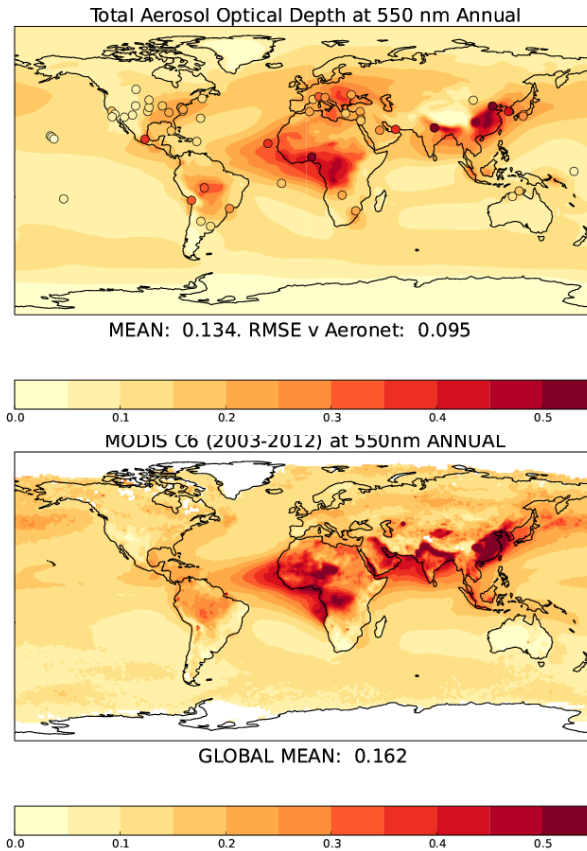 Total Aerosol Optical Depth at 550 nm Annual
MEAN: 0.134. RMSE v Aeronet: 0.095
0.0 0.1 0.2 0.3 0.4 0.5
MODIS C6 (2003-2012) at 550nm ANNUAL
GLOBAL MEAN: 0.162
0.0 0.1 0.2 0.3 0.4 0.5